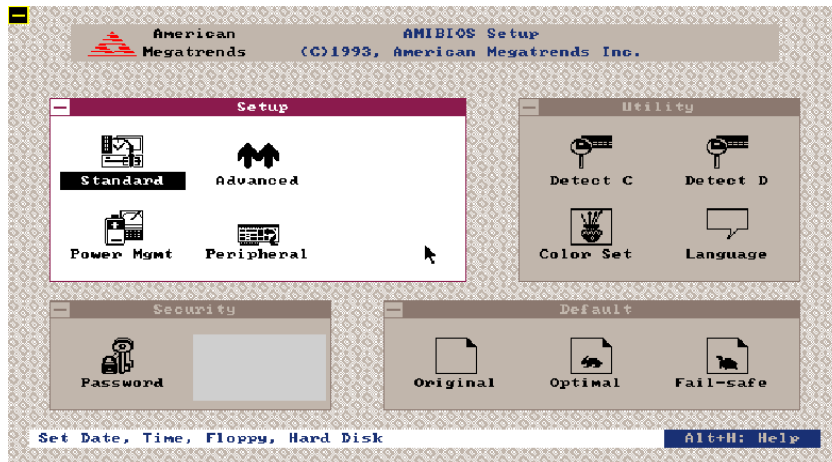 American
Megatrends
AMIBIOS Setup
(C)1993, American Megatrends Inc.
Setup
Standard
Advanced
Power Mgmt
Peripheral
Utility
Detect C
Detect D
Color Set
Language
Security
Password
Default
Original
Optimal
Fail-safe
Set Date, Time, Floppy, Hard Disk
Alt+H: Help